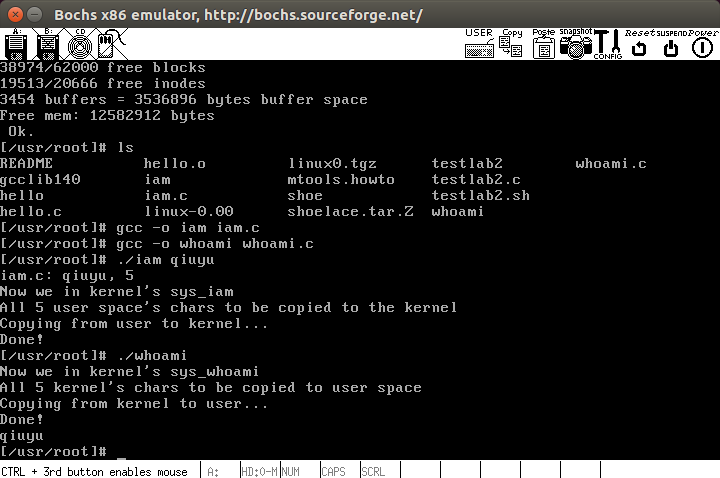 Bochs x86 emulator, http://bochs.sourceforge.net/
A: B: CD USER Copy Paste snapshot CONFIG Reset SUSPEND Power
38974/62000 free blocks
19513/20666 free inodes
3454 buffers = 3536896 bytes buffer space
Free mem: 12582912 bytes
 Ok.
[/usr/root]# ls
README hello.o linux0.tgz testlab2 whoami.c
gcclib140 iam mtools.howto testlab2.c
hello iam.c shoe testlab2.sh
hello.c linux-0.00 shoelace.tar.Z whoami
[/usr/root]# gcc -o iam iam.c
[/usr/root]# gcc -o whoami whoami.c
[/usr/root]# ./iam qiuyu
iam.c: qiuyu, 5
Now we in kernel's sys_iam
All 5 user space's chars to be copied to the kernel
Copying from user to kernel...
Done!
[/usr/root]# ./whoami
Now we in kernel's sys_whoami
All 5 kernel's chars to be copied to user space
Copying from kernel to user...
Done!
qiuyu
[/usr/root]# _
CTRL + 3rd button enables mouse A: HD:0-M NUM CAPS SCRL